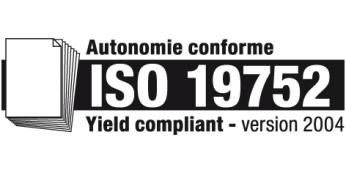 Autonomie conforme
ISO 19752
Yield compliant - version 2004